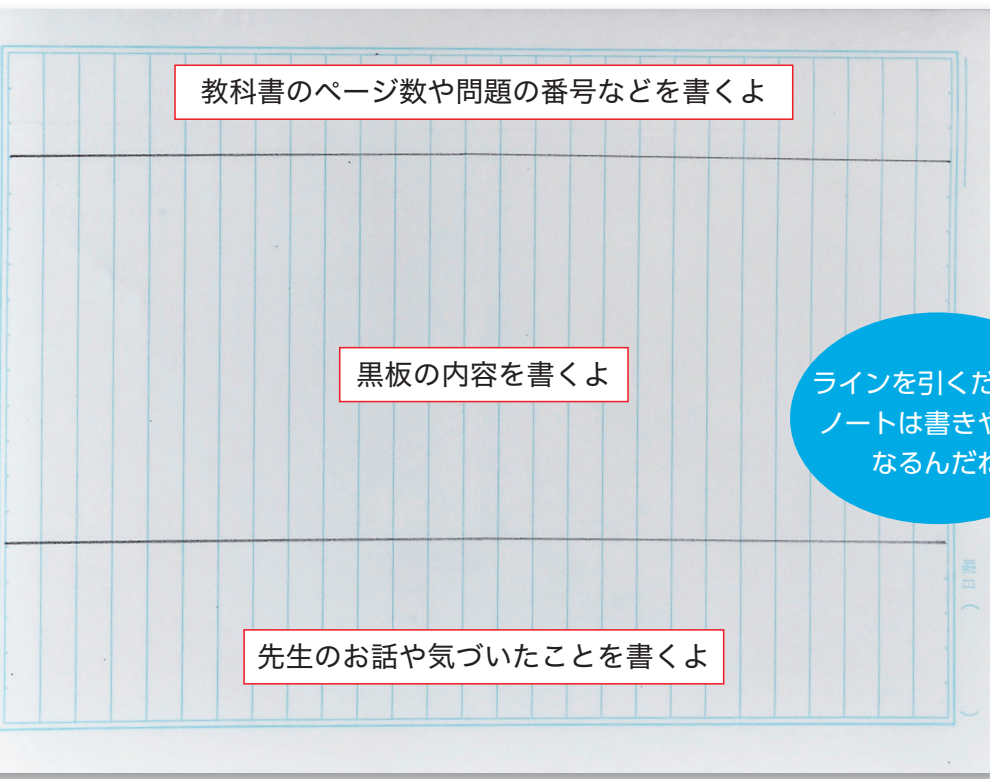 教科書のページ数や問題の番号などを書くよ
黒板の内容を書くよ
ラインを引くだ
ノートは書きや
なるんだね
先生のお話や気づいたことを書くよ
曜日（
）